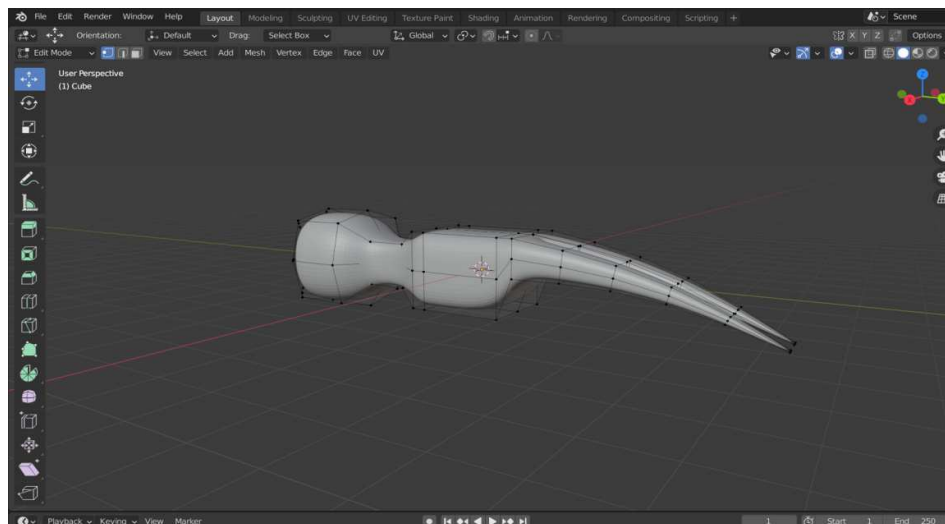 File Edit Render Window Help Layout Modeling Sculpting UV Editing Texture Paint Shading Animation Rendering Compositing Scripting + Scene
Orientation: Default Drag: Select Box Global X Y Z Options
Edit Mode View Select Add Mesh Vertex Edge Face UV
User Perspective
(1) Cube
Z
X
Y
Playback Keying View Marker 1 Start 1 End 250